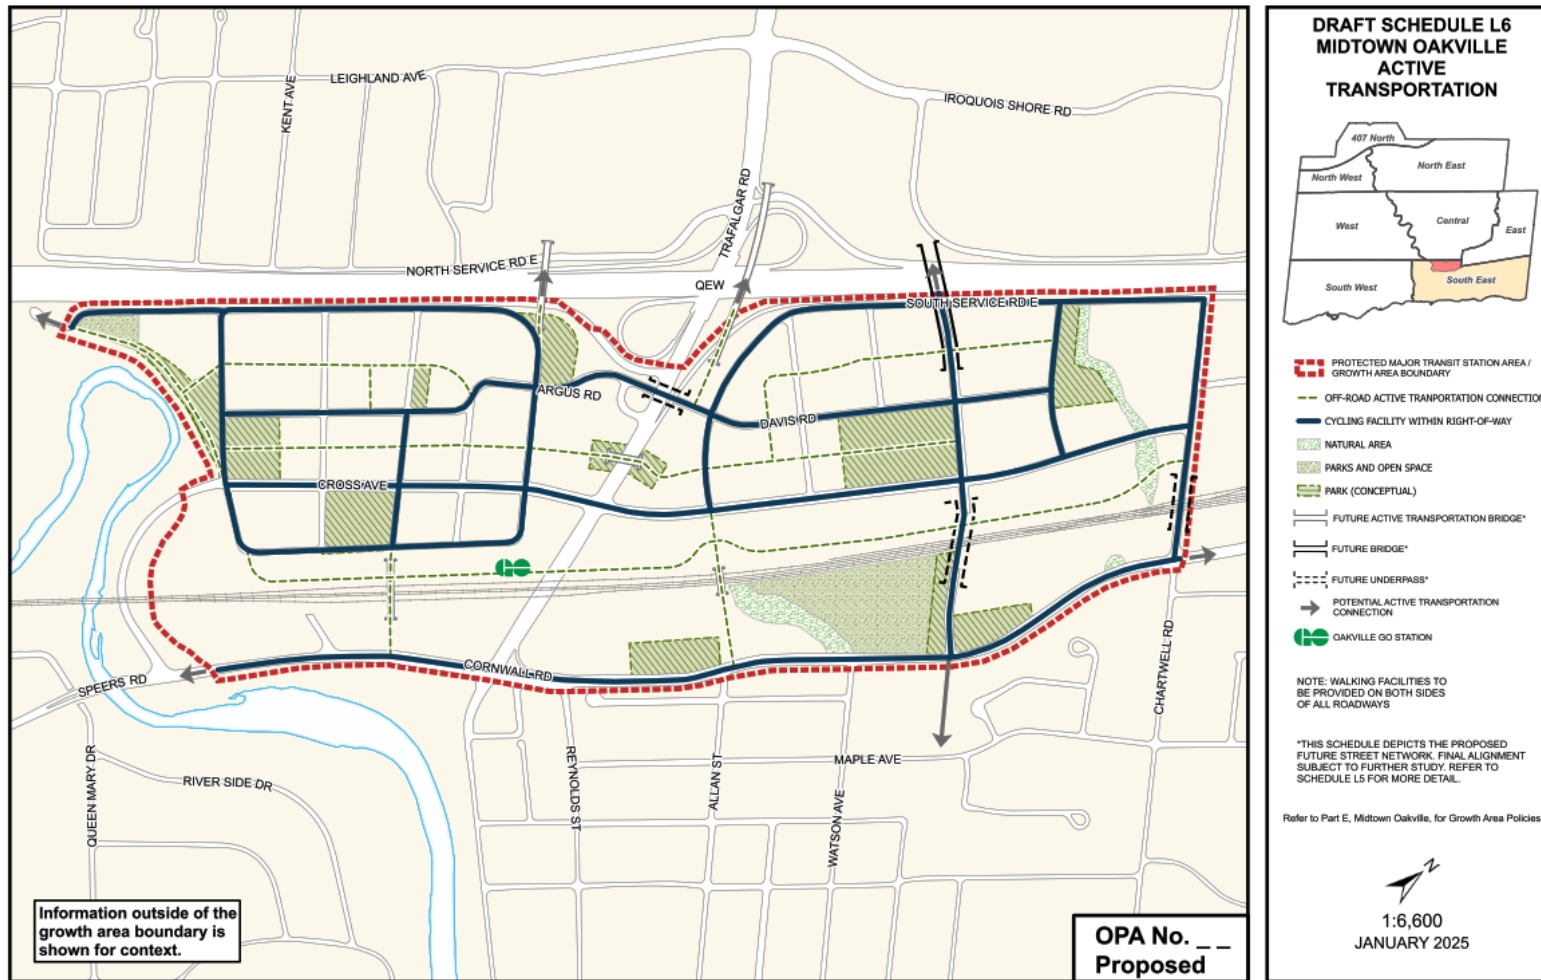 LEIGHLAND AVE
KENT AVE
IROQUOIS SHORE RD
TRAFALGAR RD
NORTH SERVICE RD E
QEW
SOUTH SERVICE RD E
ARGUS RD
DAVIS RD
CROSS AVE
CORNWALL RD
SPEERS RD
CHARTWELL RD
QUEEN MARY DR
RIVER SIDE DR
REYNOLDS ST
ALLAN ST
WATSON AVE
MAPLE AVE
Information outside of the
growth area boundary is
shown for context.
OPA No. _ _
Proposed
DRAFT SCHEDULE L6
MIDTOWN OAKVILLE
ACTIVE
TRANSPORTATION
407 North
North West
North East
West
Central
East
South West
South East
PROTECTED MAJOR TRANSIT STATION AREA /
GROWTH AREA BOUNDARY
OFF-ROAD ACTIVE TRANPORTATION CONNECTION
CYCLING FACILITY WITHIN RIGHT-OF-WAY
NATURAL AREA
PARKS AND OPEN SPACE
PARK (CONCEPTUAL)
FUTURE ACTIVE TRANSPORTATION BRIDGE*
FUTURE BRIDGE*
FUTURE UNDERPASS*
POTENTIAL ACTIVE TRANSPORTATION
CONNECTION
OAKVILLE GO STATION
NOTE: WALKING FACILITIES TO
BE PROVIDED ON BOTH SIDES
OF ALL ROADWAYS
*THIS SCHEDULE DEPICTS THE PROPOSED
FUTURE STREET NETWORK. FINAL ALIGNMENT
SUBJECT TO FURTHER STUDY. REFER TO
SCHEDULE L5 FOR MORE DETAIL.
Refer to Part E, Midtown Oakville, for Growth Area Policies
N
1:6,600
JANUARY 2025